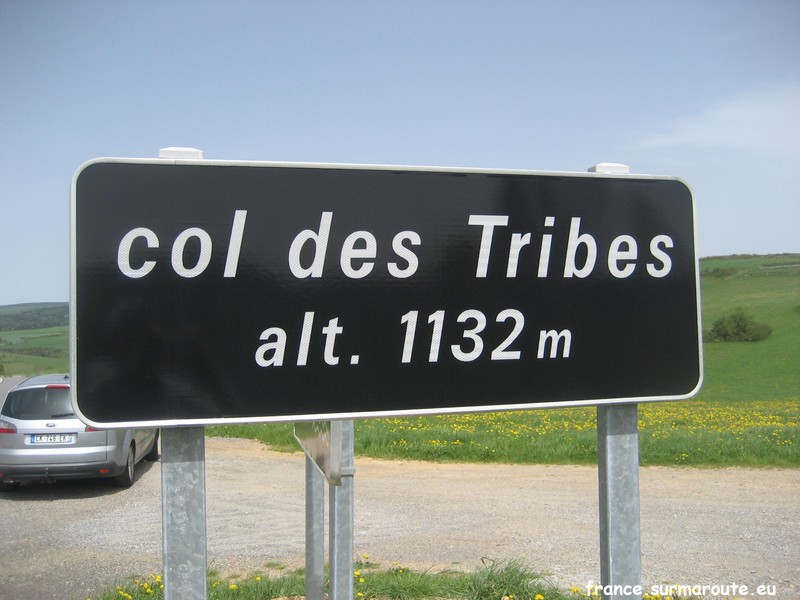 col des Tribes
alt. 1132 m
france.surmaroute.eu